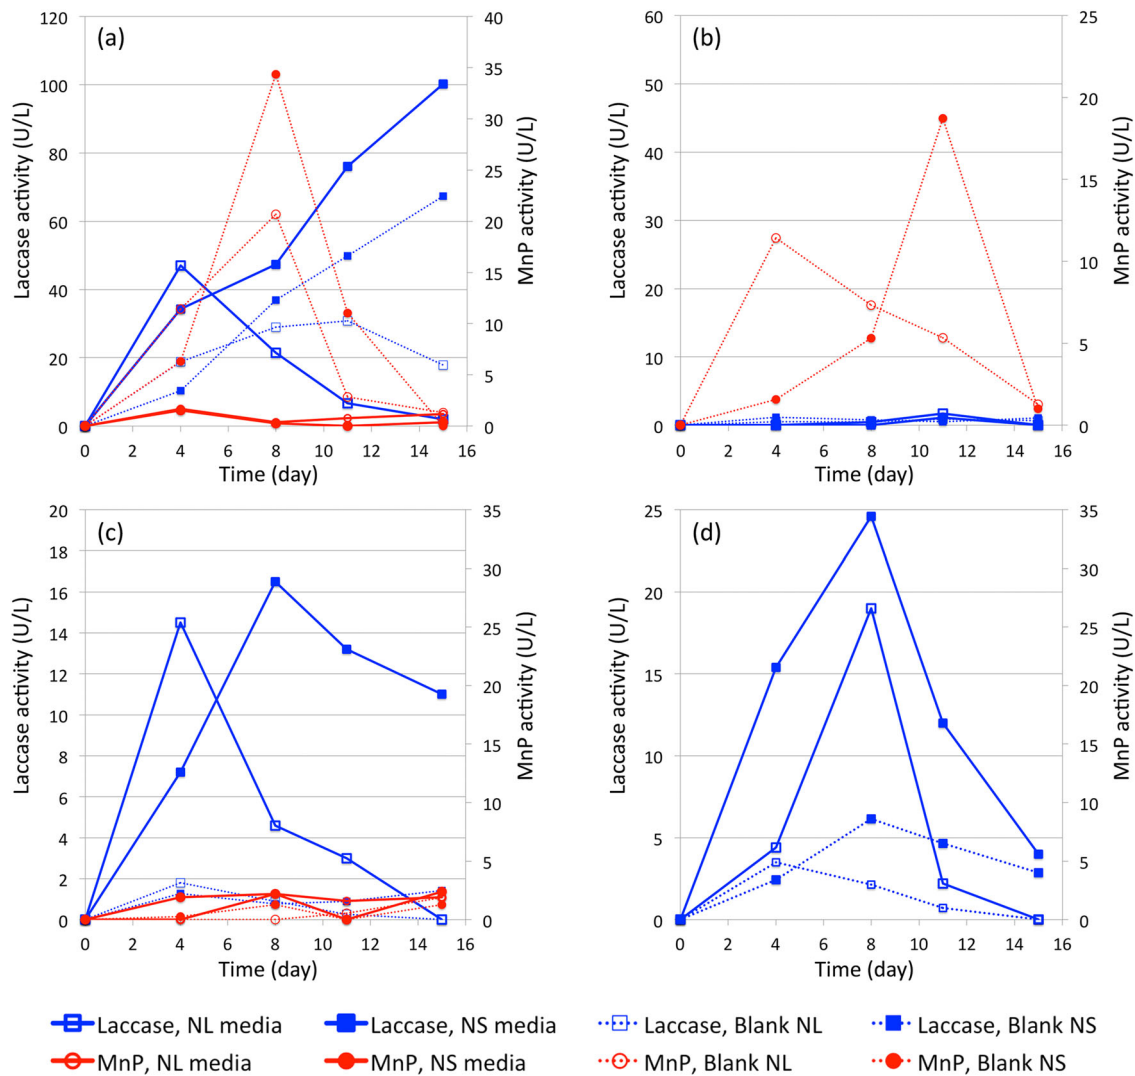 (a)
120
100
80
60
40
20
0
40
35
30
25
20
15
10
5
0
Laccase activity (U/L)
MnP activity (U/L)
0 2 4 6 8 10 12 14 16
Time (day)
(b)
60
50
40
30
20
10
0
25
20
15
10
5
0
Laccase activity (U/L)
MnP activity (U/L)
0 2 4 6 8 10 12 14 16
Time (day)
(c)
20
18
16
14
12
10
8
6
4
2
0
35
30
25
20
15
10
5
0
Laccase activity (U/L)
MnP activity (U/L)
0 2 4 6 8 10 12 14 16
Time (day)
(d)
25
20
15
10
5
0
35
30
25
20
15
10
5
0
Laccase activity (U/L)
MnP activity (U/L)
0 2 4 6 8 10 12 14 16
Time (day)
Laccase, NL media Laccase, NS media Laccase, Blank NL Laccase, Blank NS
MnP, NL media MnP, NS media MnP, Blank NL MnP, Blank NS